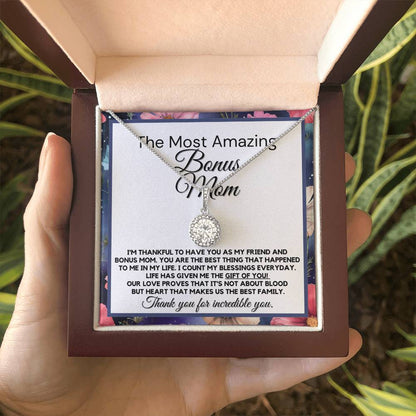 The Most Amazing
Bonus
Mom
I'M THANKFUL TO HAVE YOU AS MY FRIEND AND
BONUS MOM. YOU ARE THE BEST THING THAT HAPPENED
TO ME IN MY LIFE. I COUNT MY BLESSINGS EVERYDAY.
LIFE HAS GIVEN ME THE GIFT OF YOU!
OUR LOVE PROVES THAT IT'S NOT ABOUT BLOOD
BUT HEART THAT MAKES US THE BEST FAMILY.
Thank you for incredible you.